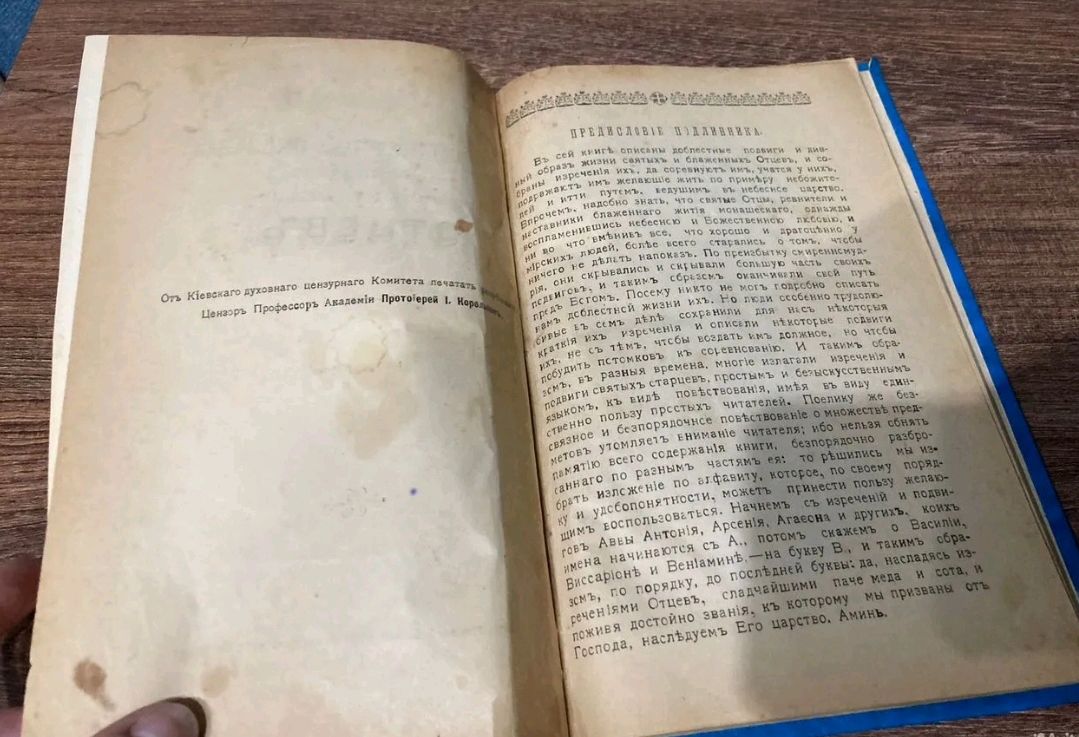 Отъ Кіевскаго духовнаго цензурнаго Комитета печатать
Цензоръ Профессоръ Академіи Протоіерей І.
ПРЕДИСЛОВІЕ ПОДЛИННИКА.
Въ сей книгѣ описаны доблестные подвиги и див-
ный образъ жизни святыхъ и блаженныхъ Отцевъ, и со-
браны изреченія ихъ, да соревнуютъ имъ, учатся у нихъ,
подражаютъ имъ желающіе жить по примѣру небожите-
лей и итти путемъ, ведущимъ въ небесное царство.
Впрочемъ, надобно знать, что святые Отцы, ревнители и
наставники блаженнаго житія монашескаго, однажды
воспламенившись небесною и Божественною любовію, и
ни во что вмѣнивъ все, что хорошо и драгоцѣнно у
мірскихъ людей, болѣе всего старались о томъ, чтобы
ничего не дѣлать напоказъ. По преизбытку смиренномуд-
рія, они скрывались и скрывали большую часть своихъ
подвиговъ, и такимъ образомъ оканчивали свой путь
предъ Богомъ. Посему никто не могъ подробно описать
намъ доблестной жизни ихъ. Но люди особенно трудолю-
бивые въ семъ дѣлѣ сохранили для насъ нѣкоторыя
краткія ихъ изреченія и описали нѣкоторые подвиги
ихъ, не съ тѣмъ, чтобы воздать имъ должное, но чтобы
побудить потомковъ къ соревнованію. И такимъ обра-
зомъ, въ разныя времена, многіе излагали изреченія и
подвиги святыхъ старцевъ, простымъ и безыскусственнымъ
языкомъ, къ видѣ повѣствованія, имѣя въ виду един-
ственно пользу простыхъ читателей. Поелику же без-
связное и безпорядочное повѣствованіе о множествѣ пред-
метовъ утомляетъ вниманіе читателя; ибо нельзя обнять
памятію всего содержанія книги, безпорядочно разбро-
саннаго по разнымъ частямъ ея: то рѣшились мы из-
брать изложеніе по алфавиту, которое, по своему поряд-
ку и удобопонятности, можетъ принести пользу желаю-
щимъ воспользоваться. Начнемъ съ изреченій и подви-
говъ Аввы Антонія, Арсенія, Агаѳона и другихъ, коихъ
имена начинаются съ А., потомъ скажемъ о Василіи,
Виссаріонѣ и Веніаминѣ,—на букву В., и такимъ обра-
зомъ, по порядку, до послѣдней буквы: да, насладясь из-
реченіями Отцевъ, сладчайшими паче меда и сота, и
поживя достойно званія, къ которому мы призваны отъ
Господа, наслѣдуемъ Его царство. Аминь.